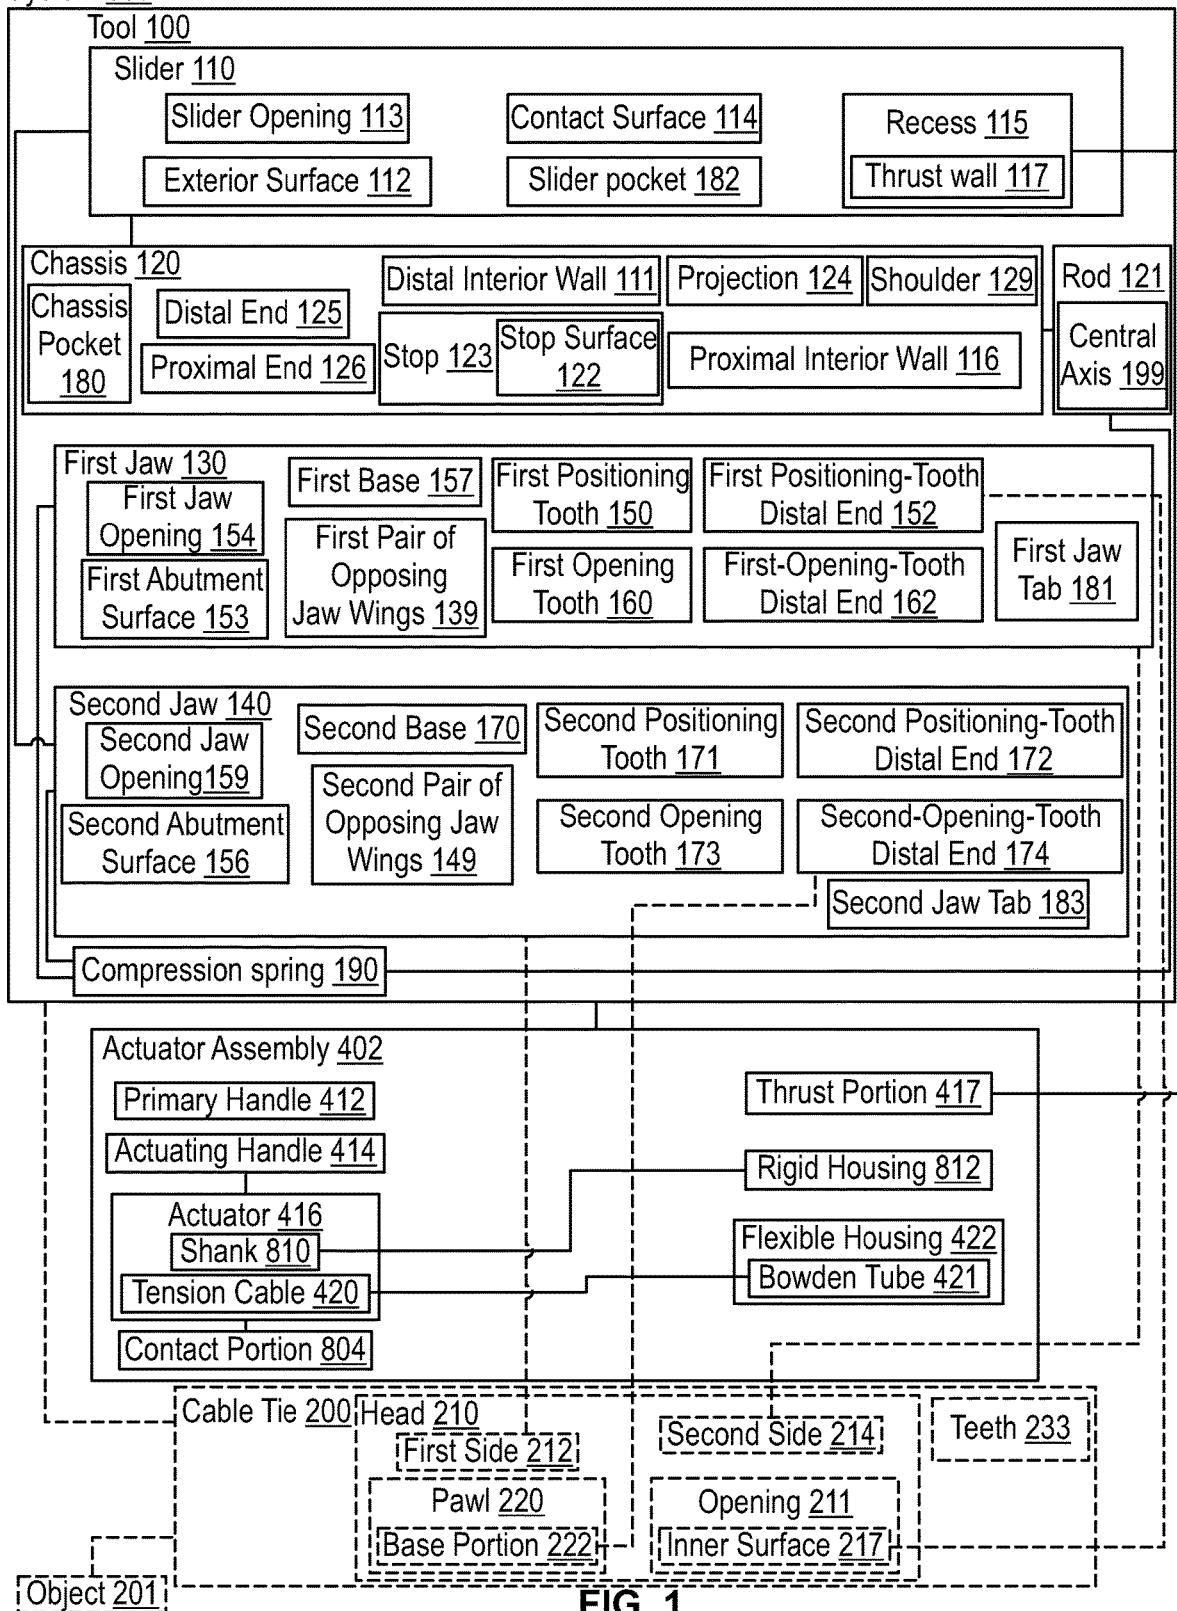 Tool 100
Slider 110
Slider Opening 113
Contact Surface 114
Recess 115
Exterior Surface 112
Slider pocket 182
Thrust wall 117
Chassis 120
Distal Interior Wall 111
Projection 124
Shoulder 129
Rod 121
Chassis
Pocket
180
Distal End 125
Proximal End 126
Stop 123
Stop Surface
122
Proximal Interior Wall 116
Central
Axis 199
First Jaw 130
First Jaw
Opening 154
First Abutment
Surface 153
First Base 157
First Pair of
Opposing
Jaw Wings 139
First Positioning
Tooth 150
First Opening
Tooth 160
First Positioning-Tooth
Distal End 152
First-Opening-Tooth
Distal End 162
First Jaw
Tab 181
Second Jaw 140
Second Jaw
Opening159
Second Abutment
Surface 156
Second Base 170
Second Pair of
Opposing Jaw
Wings 149
Second Positioning
Tooth 171
Second Opening
Tooth 173
Second Positioning-Tooth
Distal End 172
Second-Opening-Tooth
Distal End 174
Second Jaw Tab 183
Compression spring 190
Actuator Assembly 402
Primary Handle 412
Thrust Portion 417
Actuating Handle 414
Rigid Housing 812
Actuator 416
Shank 810
Tension Cable 420
Flexible Housing 422
Bowden Tube 421
Contact Portion 804
Cable Tie 200
Head 210
First Side 212
Second Side 214
Teeth 233
Pawl 220
Base Portion 222
Opening 211
Inner Surface 217
Object 201
FIG. 1